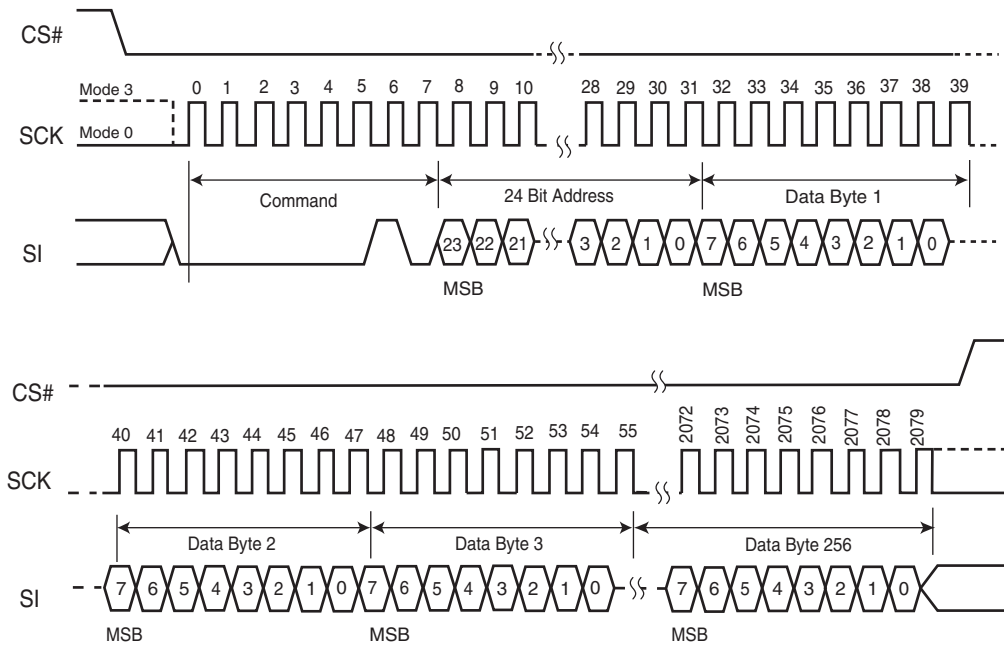 CS#
Mode 3
0 1 2 3 4 5 6 7 8 9 10 28 29 30 31 32 33 34 35 36 37 38 39
SCK
Mode 0
Command
24 Bit Address
Data Byte 1
SI
23 22 21 3 2 1 0 7 6 5 4 3 2 1 0
MSB
MSB
CS#
40 41 42 43 44 45 46 47 48 49 50 51 52 53 54 55 2072 2073 2074 2075 2076 2077 2078 2079
SCK
Data Byte 2
Data Byte 3
Data Byte 256
SI
7 6 5 4 3 2 1 0 7 6 5 4 3 2 1 0 7 6 5 4 3 2 1 0
MSB
MSB
MSB